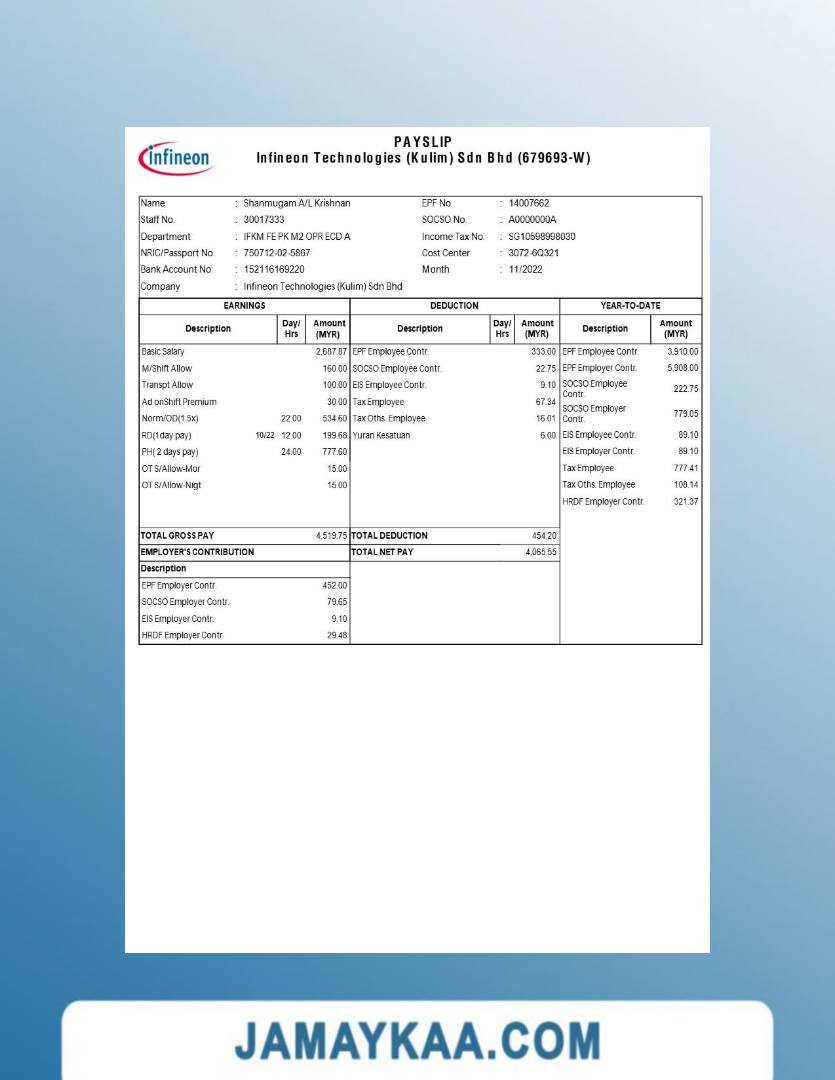 infineon
PAYSLIP
Infineon Technologies (Kulim) Sdn Bhd (679693-W)
Name : Shanmugam A/L Krishnan EPF No. : 14007662
Staff No. : 30017333 SOCSO No. : A0000000A
Department : IFKM FE PK M2 OPR ECD A Income Tax No. : SG10598998030
NRIC/Passport No. : 750712-02-5867 Cost Center : 3072-6Q321
Bank Account No. : 152116169220 Month : 11/2022
Company : Infineon Technologies (Kulim) Sdn Bhd
EARNINGS DEDUCTION YEAR-TO-DATE
Description Day/ Hrs Amount (MYR) Description Day/ Hrs Amount (MYR) Description Amount (MYR)
Basic Salary 2,687.87 EPF Employee Contr. 333.00 EPF Employee Contr. 3,910.00
M/Shift Allow 160.00 SOCSO Employee Contr. 22.75 EPF Employer Contr. 5,908.00
Transpt Allow 100.00 EIS Employee Contr. 9.10 SOCSO Employee Contr. 222.75
Ad onShift Premium 30.00 Tax Employee 67.34 SOCSO Employer Contr. 779.05
Norm/OD(1.5x) 22.00 534.60 Tax Oths. Employee 16.01
RD(1day pay) 10/22 12.00 199.68 Yuran Kesatuan 6.00 EIS Employee Contr. 89.10
PH( 2 days pay) 24.00 777.60 EIS Employer Contr. 89.10
OT S/Allow-Mor 15.00 Tax Employee 777.41
OT S/Allow-Nigt 15.00 Tax Oths. Employee 108.14
HRDF Employer Contr. 321.37
TOTAL GROSS PAY 4,519.75 TOTAL DEDUCTION 454.20
EMPLOYER'S CONTRIBUTION TOTAL NET PAY 4,065.55
Description
EPF Employer Contr. 452.00
SOCSO Employer Contr. 79.65
EIS Employer Contr. 9.10
HRDF Employer Contr. 29.48
JAMAYKAA.COM